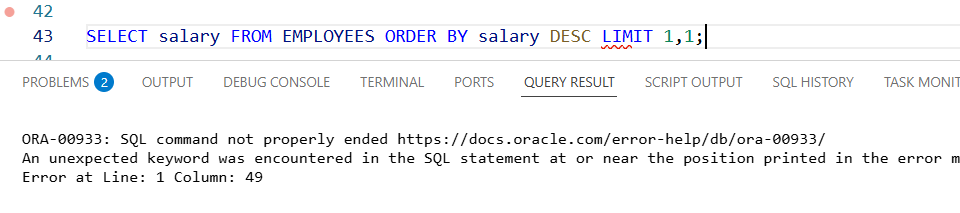 42
43 SELECT salary FROM EMPLOYEES ORDER BY salary DESC LIMIT 1,1;
44
PROBLEMS 2 OUTPUT DEBUG CONSOLE TERMINAL PORTS QUERY RESULT SCRIPT OUTPUT SQL HISTORY TASK MONIT
ORA-00933: SQL command not properly ended https://docs.oracle.com/error-help/db/ora-00933/
An unexpected keyword was encountered in the SQL statement at or near the position printed in the error m
Error at Line: 1 Column: 49